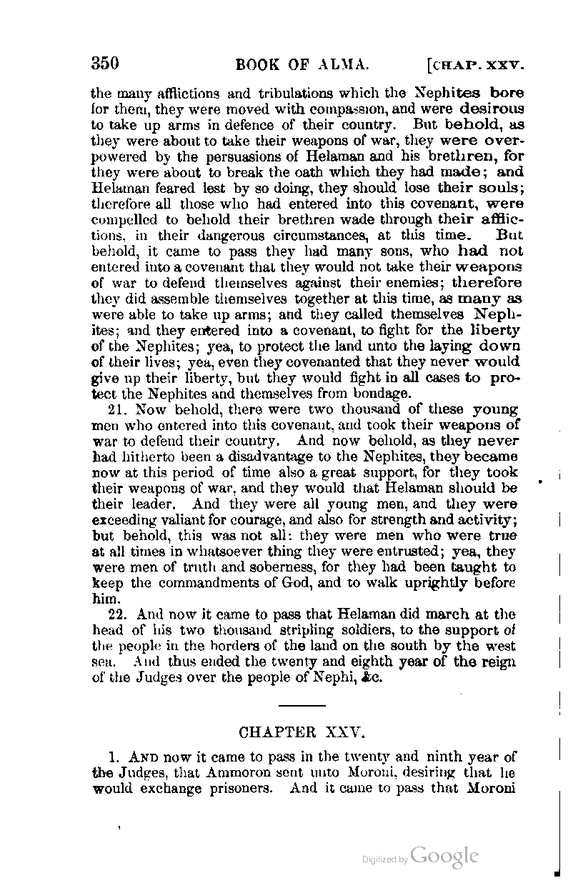 350 BOOK OF ALMA. [CHAP. XXV.
the many afflictions and tribulations which the Nephites bore
for them, they were moved with compassion, and were desirous
to take up arms in defence of their country. But behold, as
they were about to take their weapons of war, they were over-
powered by the persuasions of Helaman and his brethren, for
they were about to break the oath which they had made; and
Helaman feared lest by so doing, they should lose their souls;
therefore all those who had entered into this covenant, were
compelled to behold their brethren wade through their afflic-
tions, in their dangerous circumstances, at this time. But
behold, it came to pass they had many sons, who had not
entered into a covenant that they would not take their weapons
of war to defend themselves against their enemies; therefore
they did assemble themselves together at this time, as many as
were able to take up arms; and they called themselves Neph-
ites; and they entered into a covenant, to fight for the liberty
of the Nephites; yea, to protect the land unto the laying down
of their lives; yea, even they covenanted that they never would
give up their liberty, but they would fight in all cases to pro-
tect the Nephites and themselves from bondage.
21. Now behold, there were two thousand of these young
men who entered into this covenant, and took their weapons of
war to defend their country. And now behold, as they never
had hitherto been a disadvantage to the Nephites, they became
now at this period of time also a great support, for they took
their weapons of war, and they would that Helaman should be
their leader. And they were all young men, and they were
exceeding valiant for courage, and also for strength and activity;
but behold, this was not all: they were men who were true
at all times in whatsoever thing they were entrusted; yea, they
were men of truth and soberness, for they had been taught to
keep the commandments of God, and to walk uprightly before
him.
22. And now it came to pass that Helaman did march at the
head of his two thousand stripling soldiers, to the support of
the people in the borders of the land on the south by the west
sea. And thus ended the twenty and eighth year of the reign
of the Judges over the people of Nephi, &c.
CHAPTER XXV.
1. AND now it came to pass in the twenty and ninth year of
the Judges, that Ammoron sent unto Moroni, desiring that he
would exchange prisoners. And it came to pass that Moroni
Digitized by Google